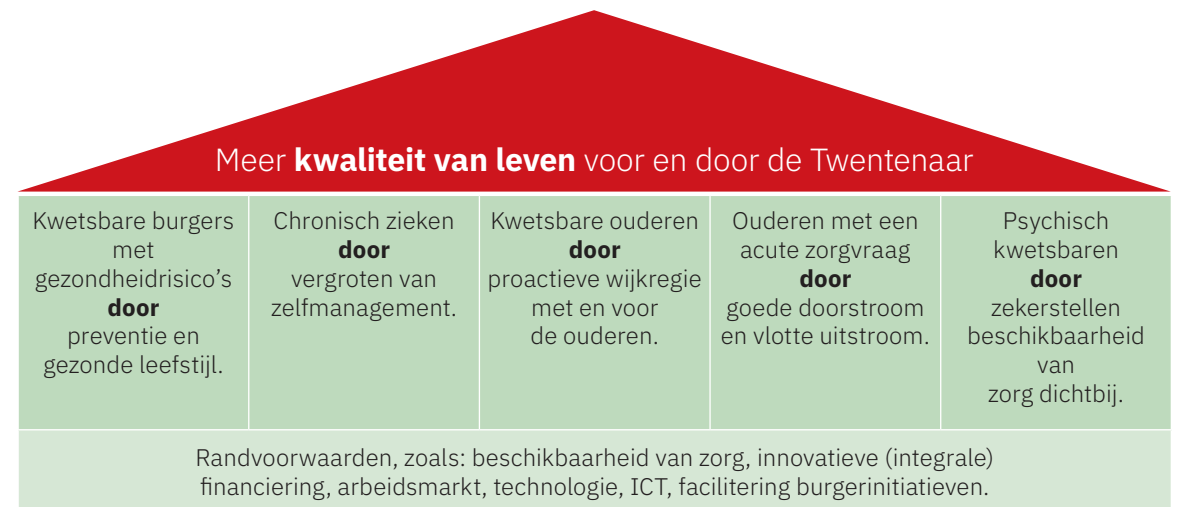 Meer kwaliteit van leven voor en door de Twentenaar
Kwetsbare burgers
met
gezondheidrisico's
door
preventie en
gezonde leefstijl.
Chronisch zieken
door
vergroten van
zelfmanagement.
Kwetsbare ouderen
door
proactieve wijkregie
met en voor
de ouderen.
Ouderen met een
acute zorgvraag
door
goede doorstroom
en vlotte uitstroom.
Psychisch
kwetsbaren
door
zekerstellen
beschikbaarheid
van
zorg dichtbij.
Randvoorwaarden, zoals: beschikbaarheid van zorg, innovatieve (integrale)
financiering, arbeidsmarkt, technologie, ICT, facilitering burgerinitiatieven.